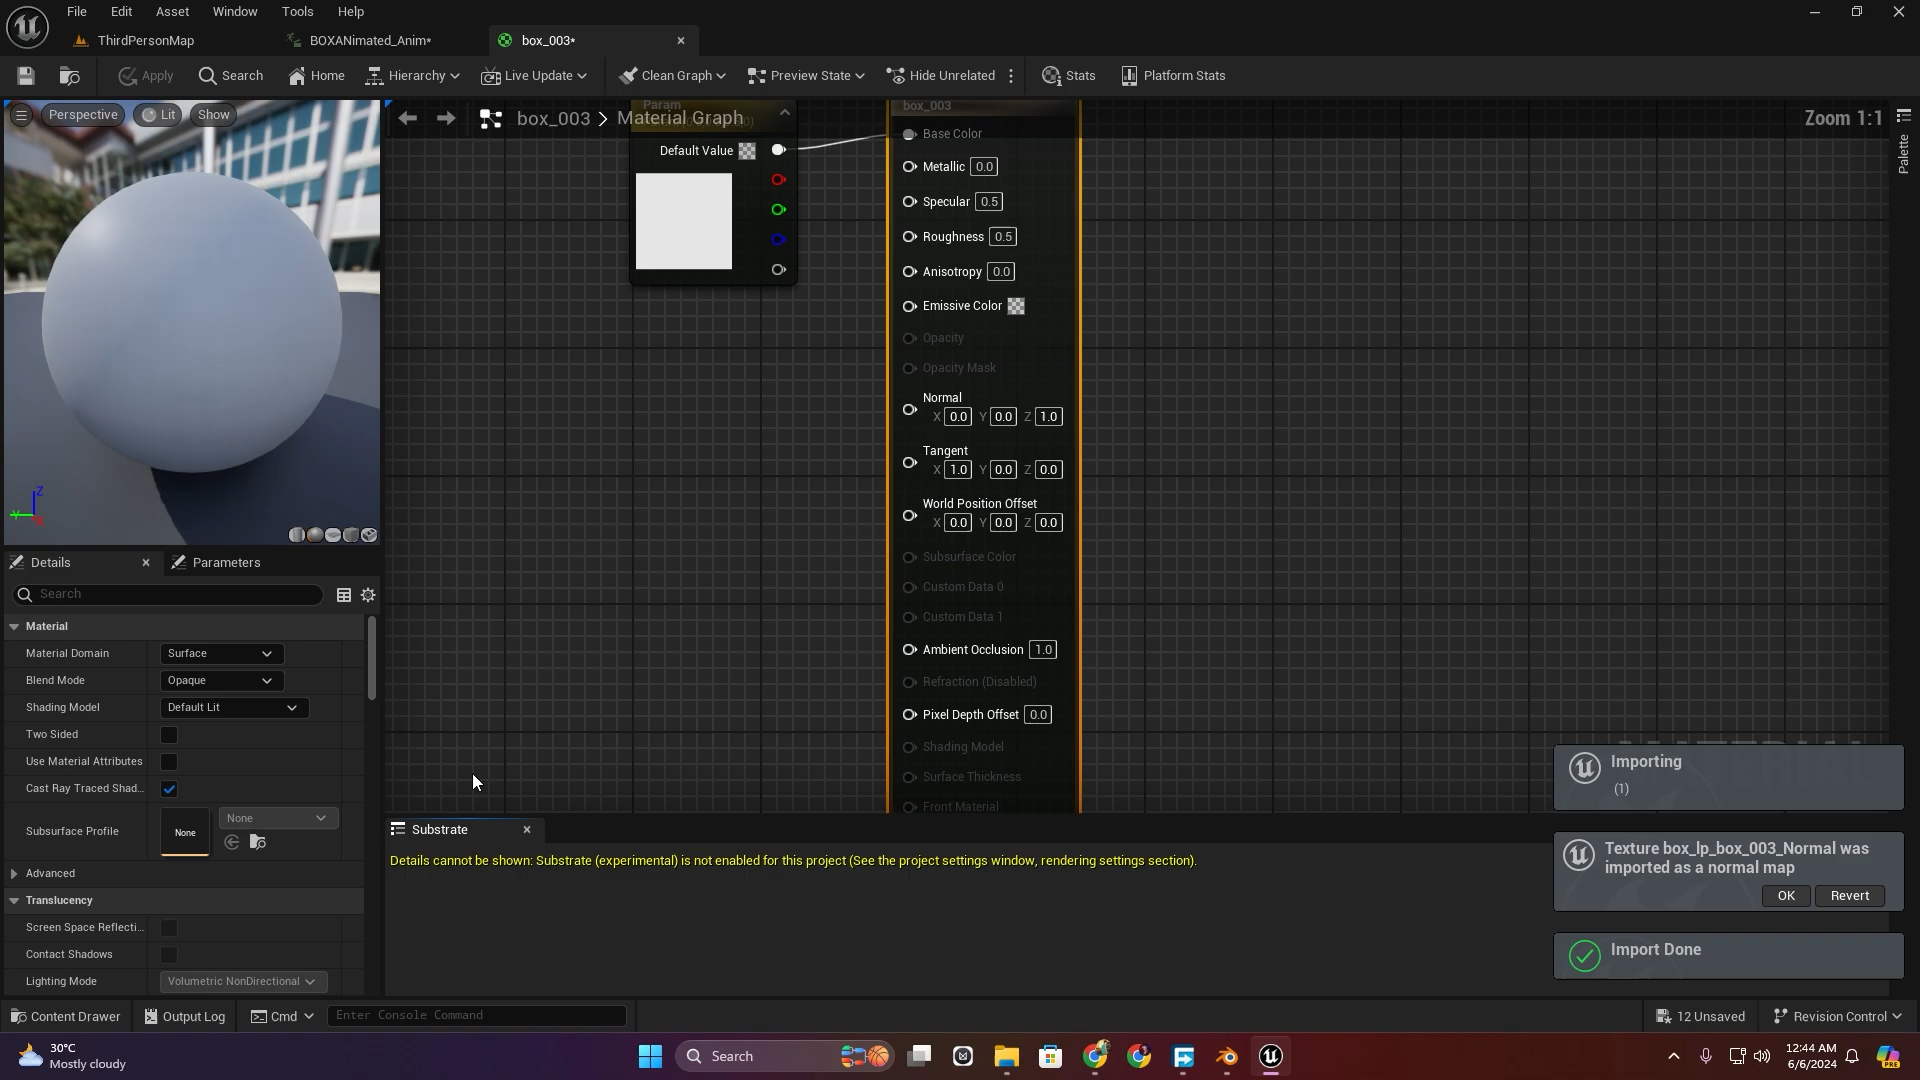 File Edit Asset Window Tools Help
ThirdPersonMap BOXANimated_Anim* box_003*
Apply Search Home Hierarchy Live Update Clean Graph Preview State Hide Unrelated Stats Platform Stats
Perspective Lit Show
box_003 > Material Graph
Zoom 1:1
Palette
Param
Default Value
box_003
Base Color
Metallic 0.0
Specular 0.5
Roughness 0.5
Anisotropy 0.0
Emissive Color
Opacity
Opacity Mask
Normal
X 0.0 Y 0.0 Z 1.0
Tangent
X 1.0 Y 0.0 Z 0.0
World Position Offset
X 0.0 Y 0.0 Z 0.0
Subsurface Color
Custom Data 0
Custom Data 1
Ambient Occlusion 1.0
Refraction (Disabled)
Pixel Depth Offset 0.0
Shading Model
Surface Thickness
Front Material
Z
Y
X
Details Parameters
Search
Material
Material Domain Surface
Blend Mode Opaque
Shading Model Default Lit
Two Sided
Use Material Attributes
Cast Ray Traced Shad...
Subsurface Profile None None
Advanced
Translucency
Screen Space Reflecti...
Contact Shadows
Lighting Mode Volumetric NonDirectional
Substrate
Details cannot be shown: Substrate (experimental) is not enabled for this project (See the project settings window, rendering settings section).
Importing
(1)
Texture box_lp_box_003_Normal was
imported as a normal map
OK Revert
Import Done
Content Drawer Output Log Cmd Enter Console Command 12 Unsaved Revision Control
30°C
Mostly cloudy
Search
12:44 AM
6/6/2024
PRE